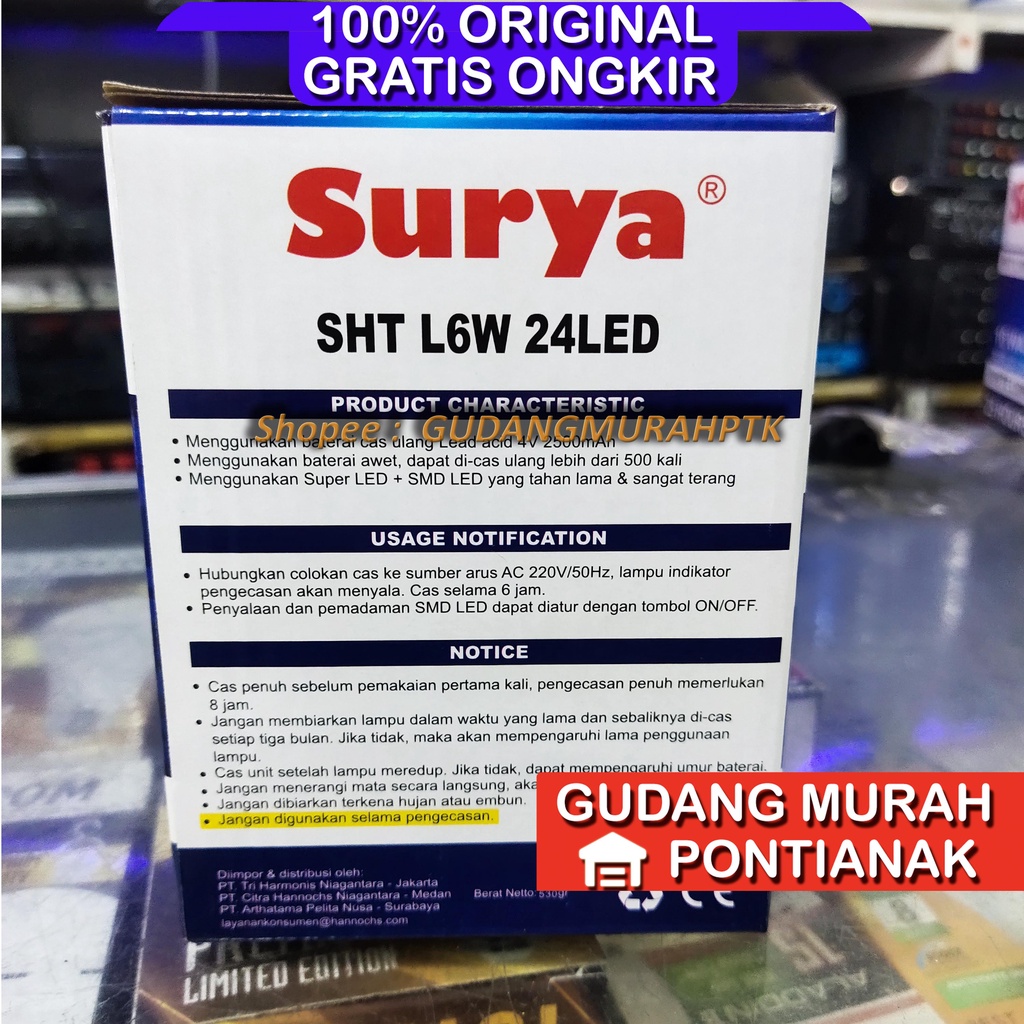 100% ORIGINAL
GRATIS ONGKIR
Surya®
SHT L6W 24LED
PRODUCT CHARACTERISTIC
Shopee : GUDANGMURAHPTK
• Menggunakan baterai cas ulang Lead acid 4V 2500mAh
• Menggunakan baterai awet, dapat di-cas ulang lebih dari 500 kali
• Menggunakan Super LED + SMD LED yang tahan lama & sangat terang
USAGE NOTIFICATION
• Hubungkan colokan cas ke sumber arus AC 220V/50Hz, lampu indikator
pengecasan akan menyala. Cas selama 6 jam.
• Penyalaan dan pemadaman SMD LED dapat diatur dengan tombol ON/OFF.
NOTICE
• Cas penuh sebelum pemakaian pertama kali, pengecasan penuh memerlukan
8 jam.
• Jangan membiarkan lampu dalam waktu yang lama dan sebaliknya di-cas
setiap tiga bulan. Jika tidak, maka akan mempengaruhi lama penggunaan
lampu.
• Cas unit setelah lampu meredup. Jika tidak, dapat mempengaruhi umur baterai.
• Jangan menerangi mata secara langsung,
• Jangan dibiarkan terkena hujan atau embun.
• Jangan digunakan selama pengecasan.
GUDANG MURAH
PONTIANAK
Diimpor & distribusi oleh:
PT. Tri Harmonis Niagantara - Jakarta
PT. Citra Hannochs Niagantara - Medan
PT. Arthatama Pelita Nusa - Surabaya
layanankonsumen@hannochs.com
Berat Netto: 530gr
CE
LIMITED EDITION